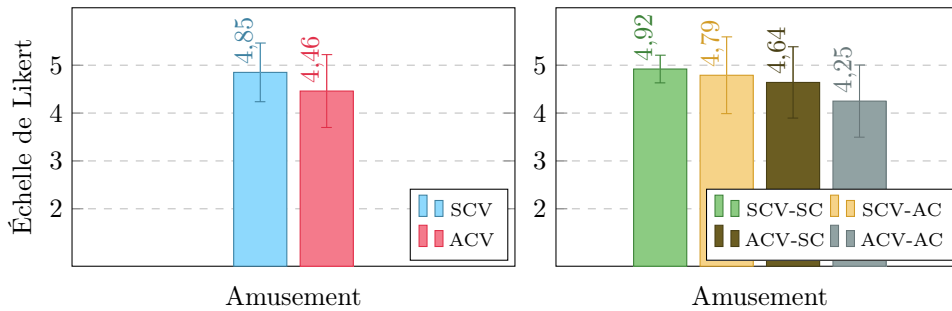 Échelle de Likert
5
4
3
2
4,85
4,46
SCV
ACV
Amusement
5
4
3
2
4,92
4,79
4,64
4,25
SCV-SC SCV-AC
ACV-SC ACV-AC
Amusement